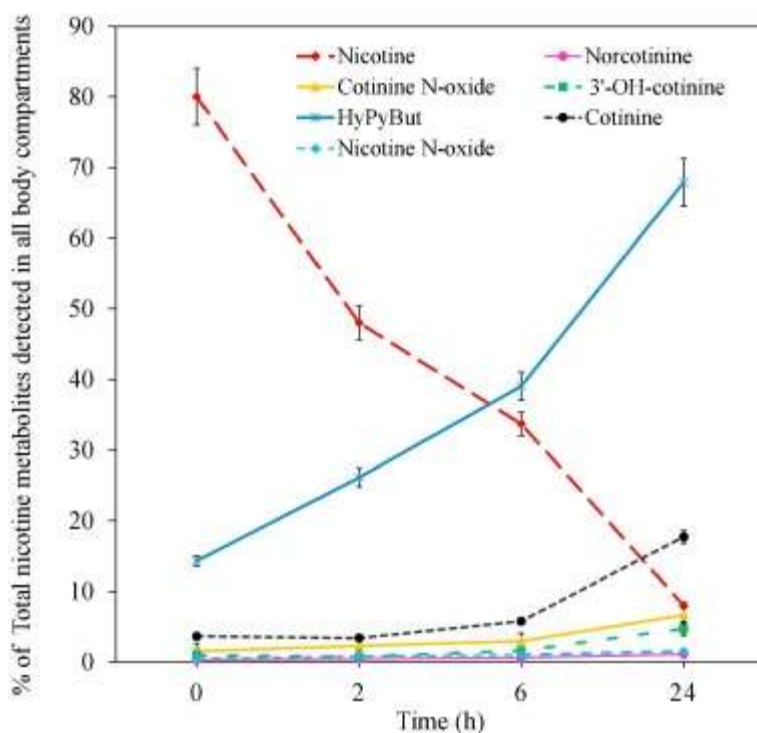 % of Total nicotine metabolites detected in all body compartments
90
80
70
60
50
40
30
20
10
0
Nicotine
Norcotinine
Cotinine N-oxide
3'-OH-cotinine
HyPyBut
Cotinine
Nicotine N-oxide
0 2 6 24
Time (h)